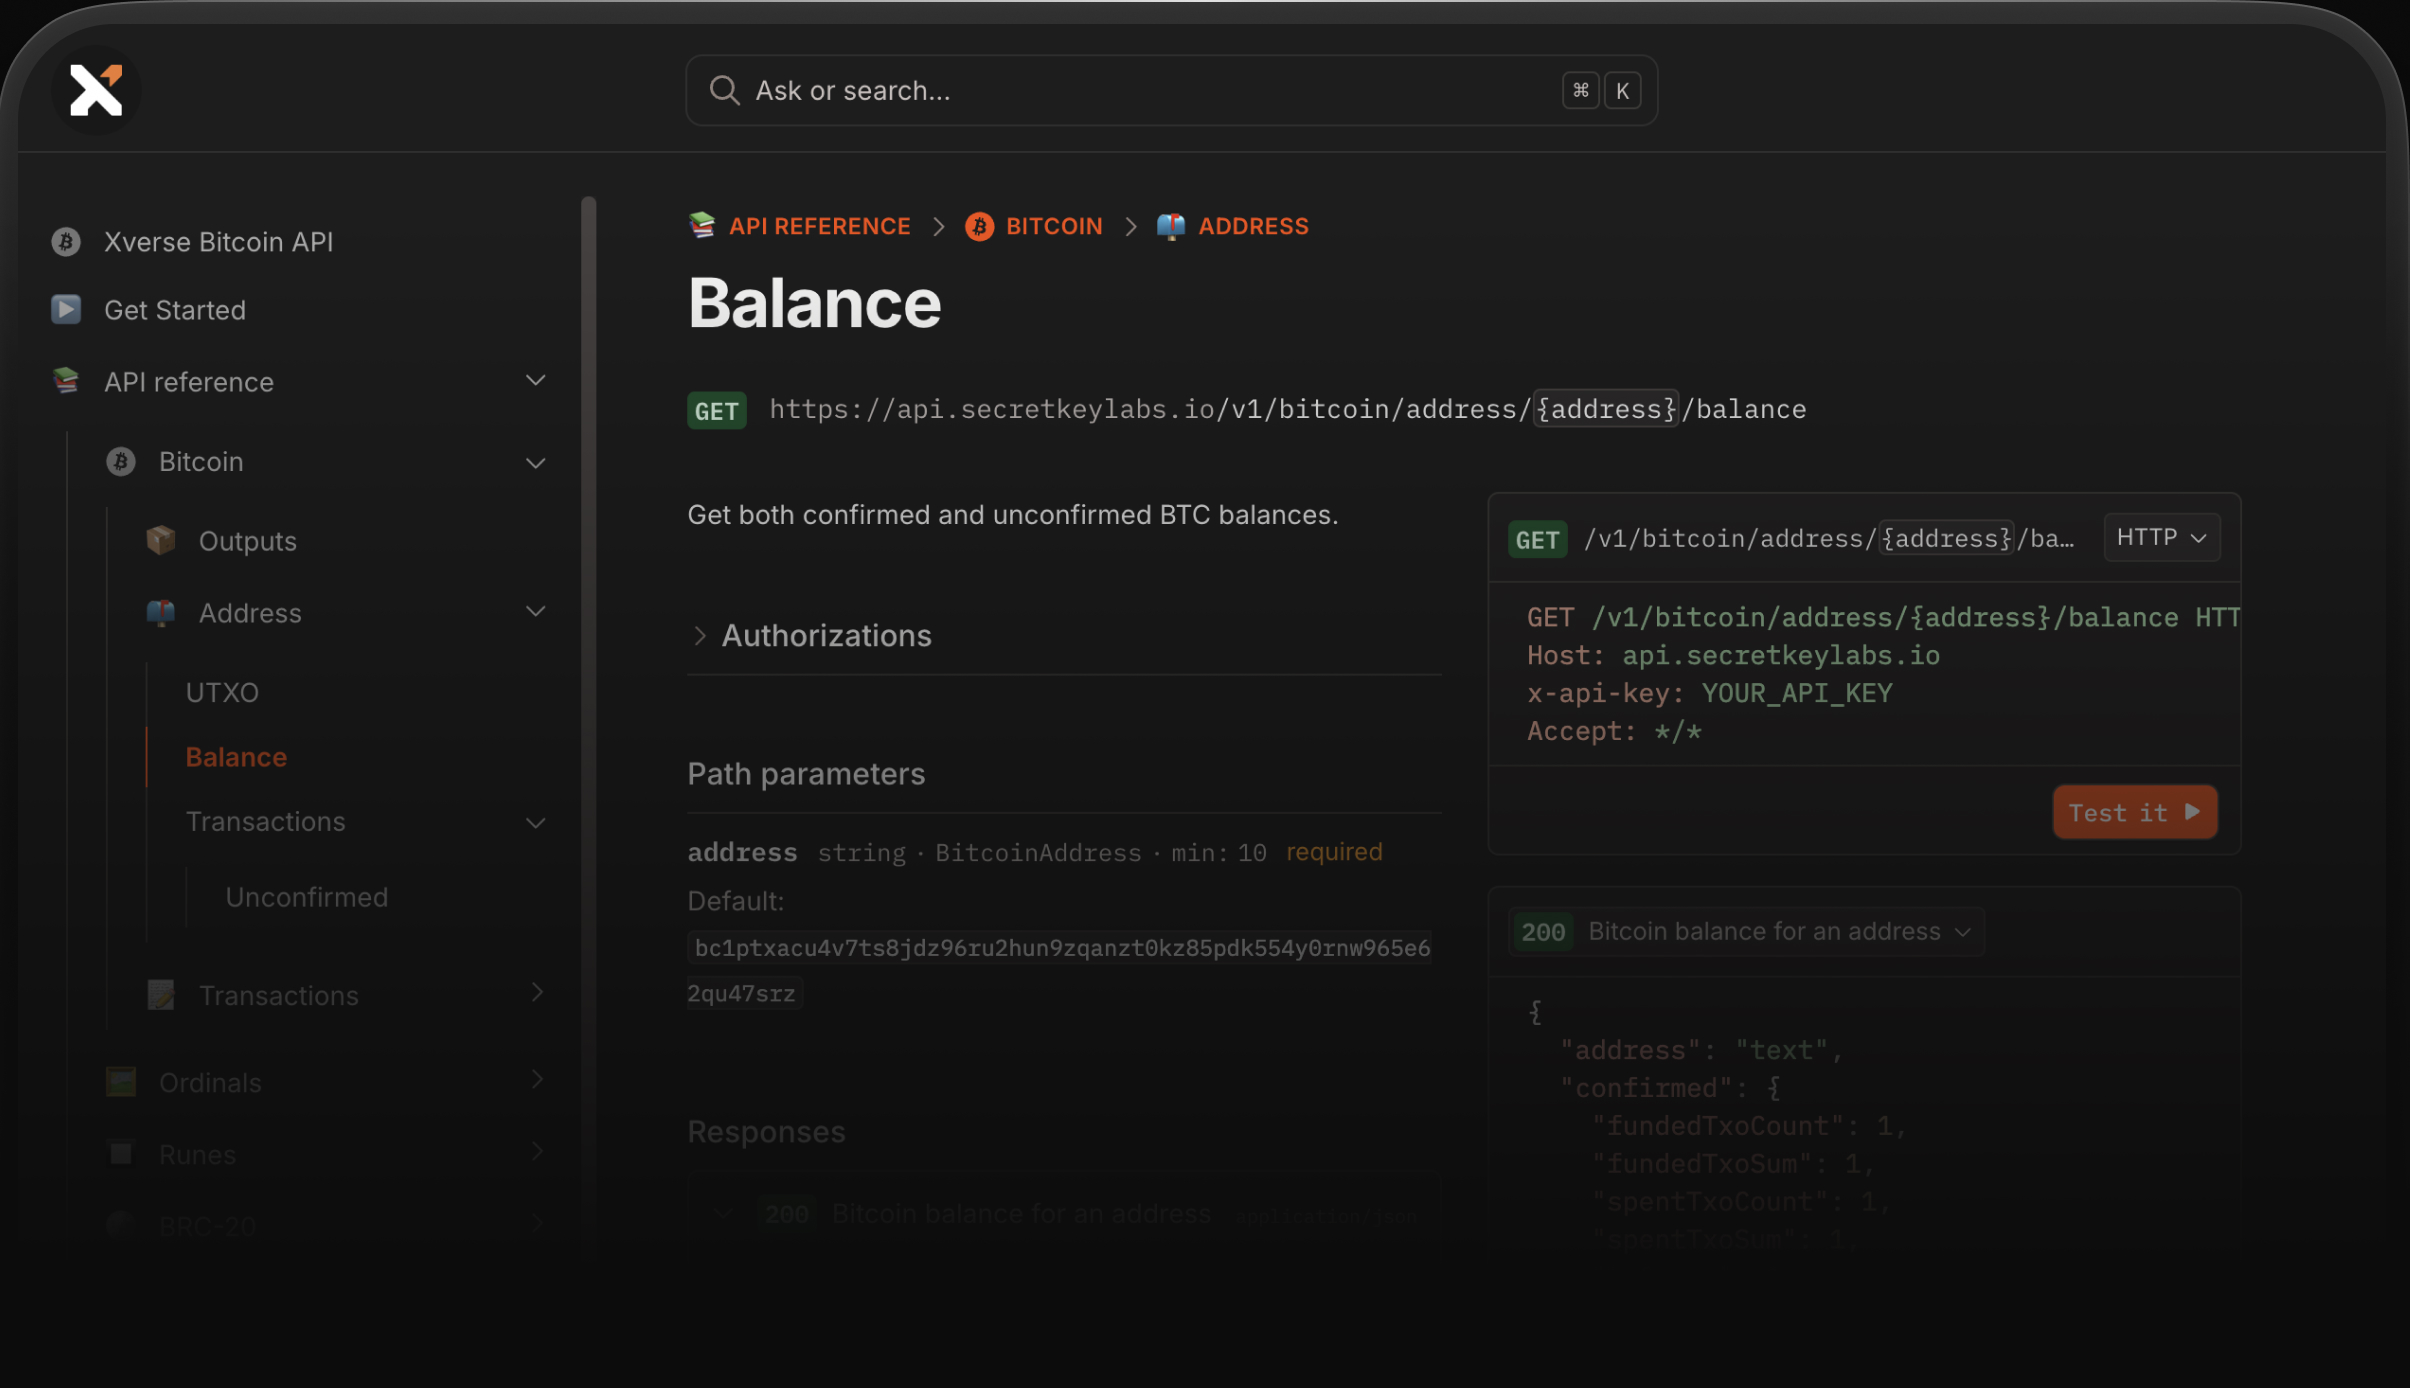 Ask or search...
⌘ K
Xverse Bitcoin API
Get Started
API reference
Bitcoin
Outputs
Address
UTXO
Balance
Transactions
Unconfirmed
Transactions
Ordinals
Runes
BRC-20
API REFERENCE > BITCOIN > ADDRESS
Balance
GET https://api.secretkeylabs.io/v1/bitcoin/address/{address}/balance
Get both confirmed and unconfirmed BTC balances.
Authorizations
Path parameters
address string · BitcoinAddress · min: 10 required
Default:
bc1ptxacu4v7ts8jdz96ru2hun9zqanzt0kz85pdk554y0rnw965e6
2qu47srz
Responses
200 Bitcoin balance for an address application/json
GET /v1/bitcoin/address/{address}/ba… HTTP
GET /v1/bitcoin/address/{address}/balance HTT
Host: api.secretkeylabs.io
x-api-key: YOUR_API_KEY
Accept: */*
Test it
200 Bitcoin balance for an address
{
"address": "text",
"confirmed": {
"fundedTxoCount": 1,
"fundedTxoSum": 1,
"spentTxoCount": 1,
"spentTxoSum": 1,